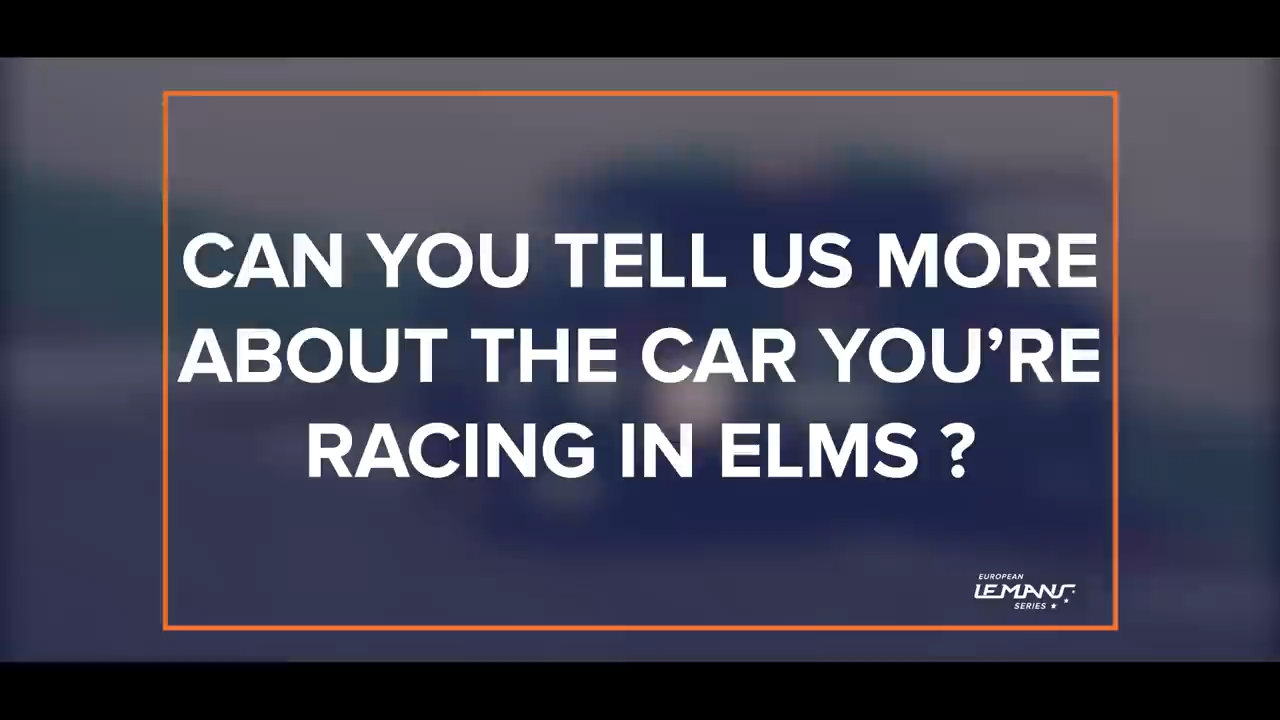 CAN YOU TELL US MORE
ABOUT THE CAR YOU’RE
RACING IN ELMS ?
EUROPEAN
LEMANS
SERIES